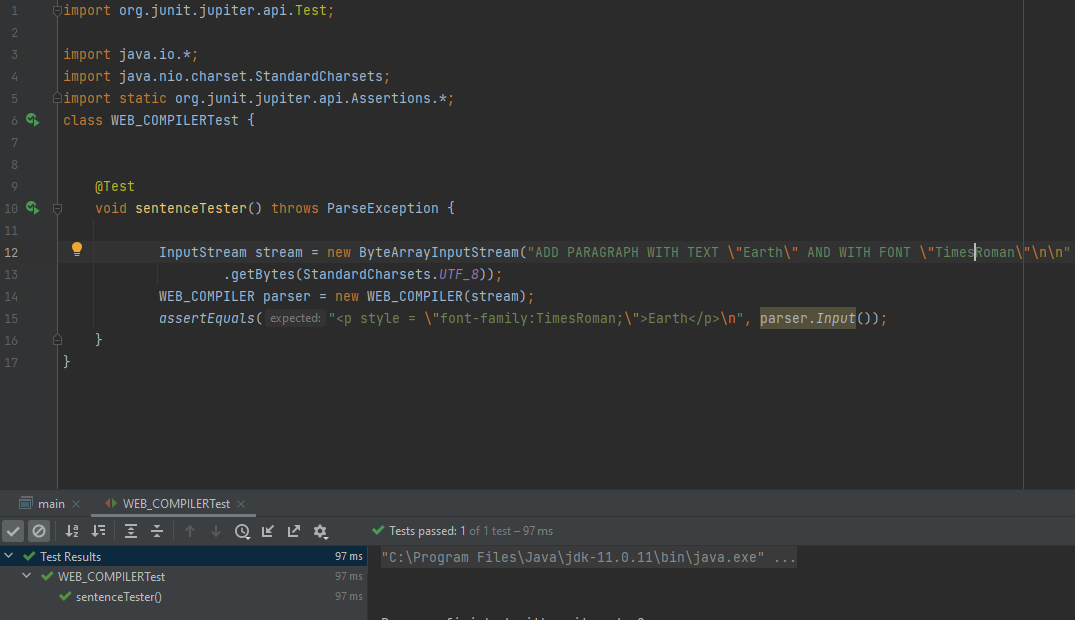 1 import org.junit.jupiter.api.Test;
2
3 import java.io.*;
4 import java.nio.charset.StandardCharsets;
5 import static org.junit.jupiter.api.Assertions.*;
6 class WEB_COMPILERTest {
7
8
9 @Test
10 void sentenceTester() throws ParseException {
11
12 InputStream stream = new ByteArrayInputStream("ADD PARAGRAPH WITH TEXT \"Earth\" AND WITH FONT \"TimesRoman\"\n\n"
13 .getBytes(StandardCharsets.UTF_8));
14 WEB_COMPILER parser = new WEB_COMPILER(stream);
15 assertEquals( expected: "<p style = \"font-family:TimesRoman;\">Earth</p>\n", parser.Input());
16 }
17 }
main WEB_COMPILERTest
Tests passed: 1 of 1 test – 97 ms
Test Results 97 ms
"C:\Program Files\Java\jdk-11.0.11\bin\java.exe" ...
WEB_COMPILERTest 97 ms
sentenceTester() 97 ms